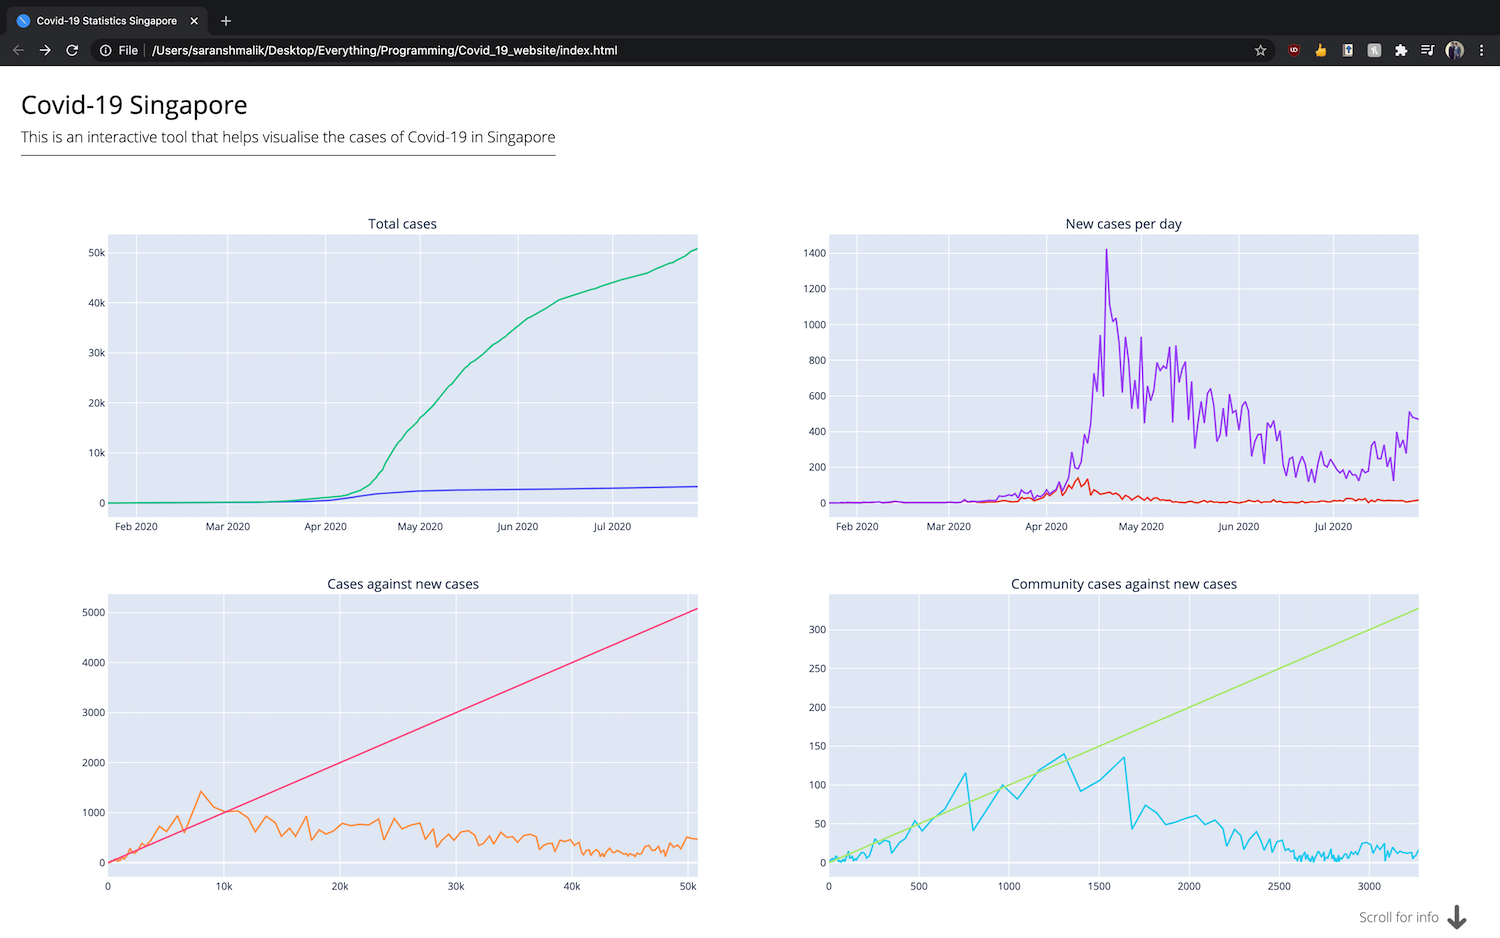 Covid-19 Statistics Singapore
File /Users/saranshmalik/Desktop/Everything/Programming/Covid_19_website/index.html
Covid-19 Singapore
This is an interactive tool that helps visualise the cases of Covid-19 in Singapore
Total cases
50k
40k
30k
20k
10k
0
Feb 2020 Mar 2020 Apr 2020 May 2020 Jun 2020 Jul 2020
New cases per day
1400
1200
1000
800
600
400
200
0
Feb 2020 Mar 2020 Apr 2020 May 2020 Jun 2020 Jul 2020
Cases against new cases
5000
4000
3000
2000
1000
0
0 10k 20k 30k 40k 50k
Community cases against new cases
300
250
200
150
100
50
0
0 500 1000 1500 2000 2500 3000
Scroll for info